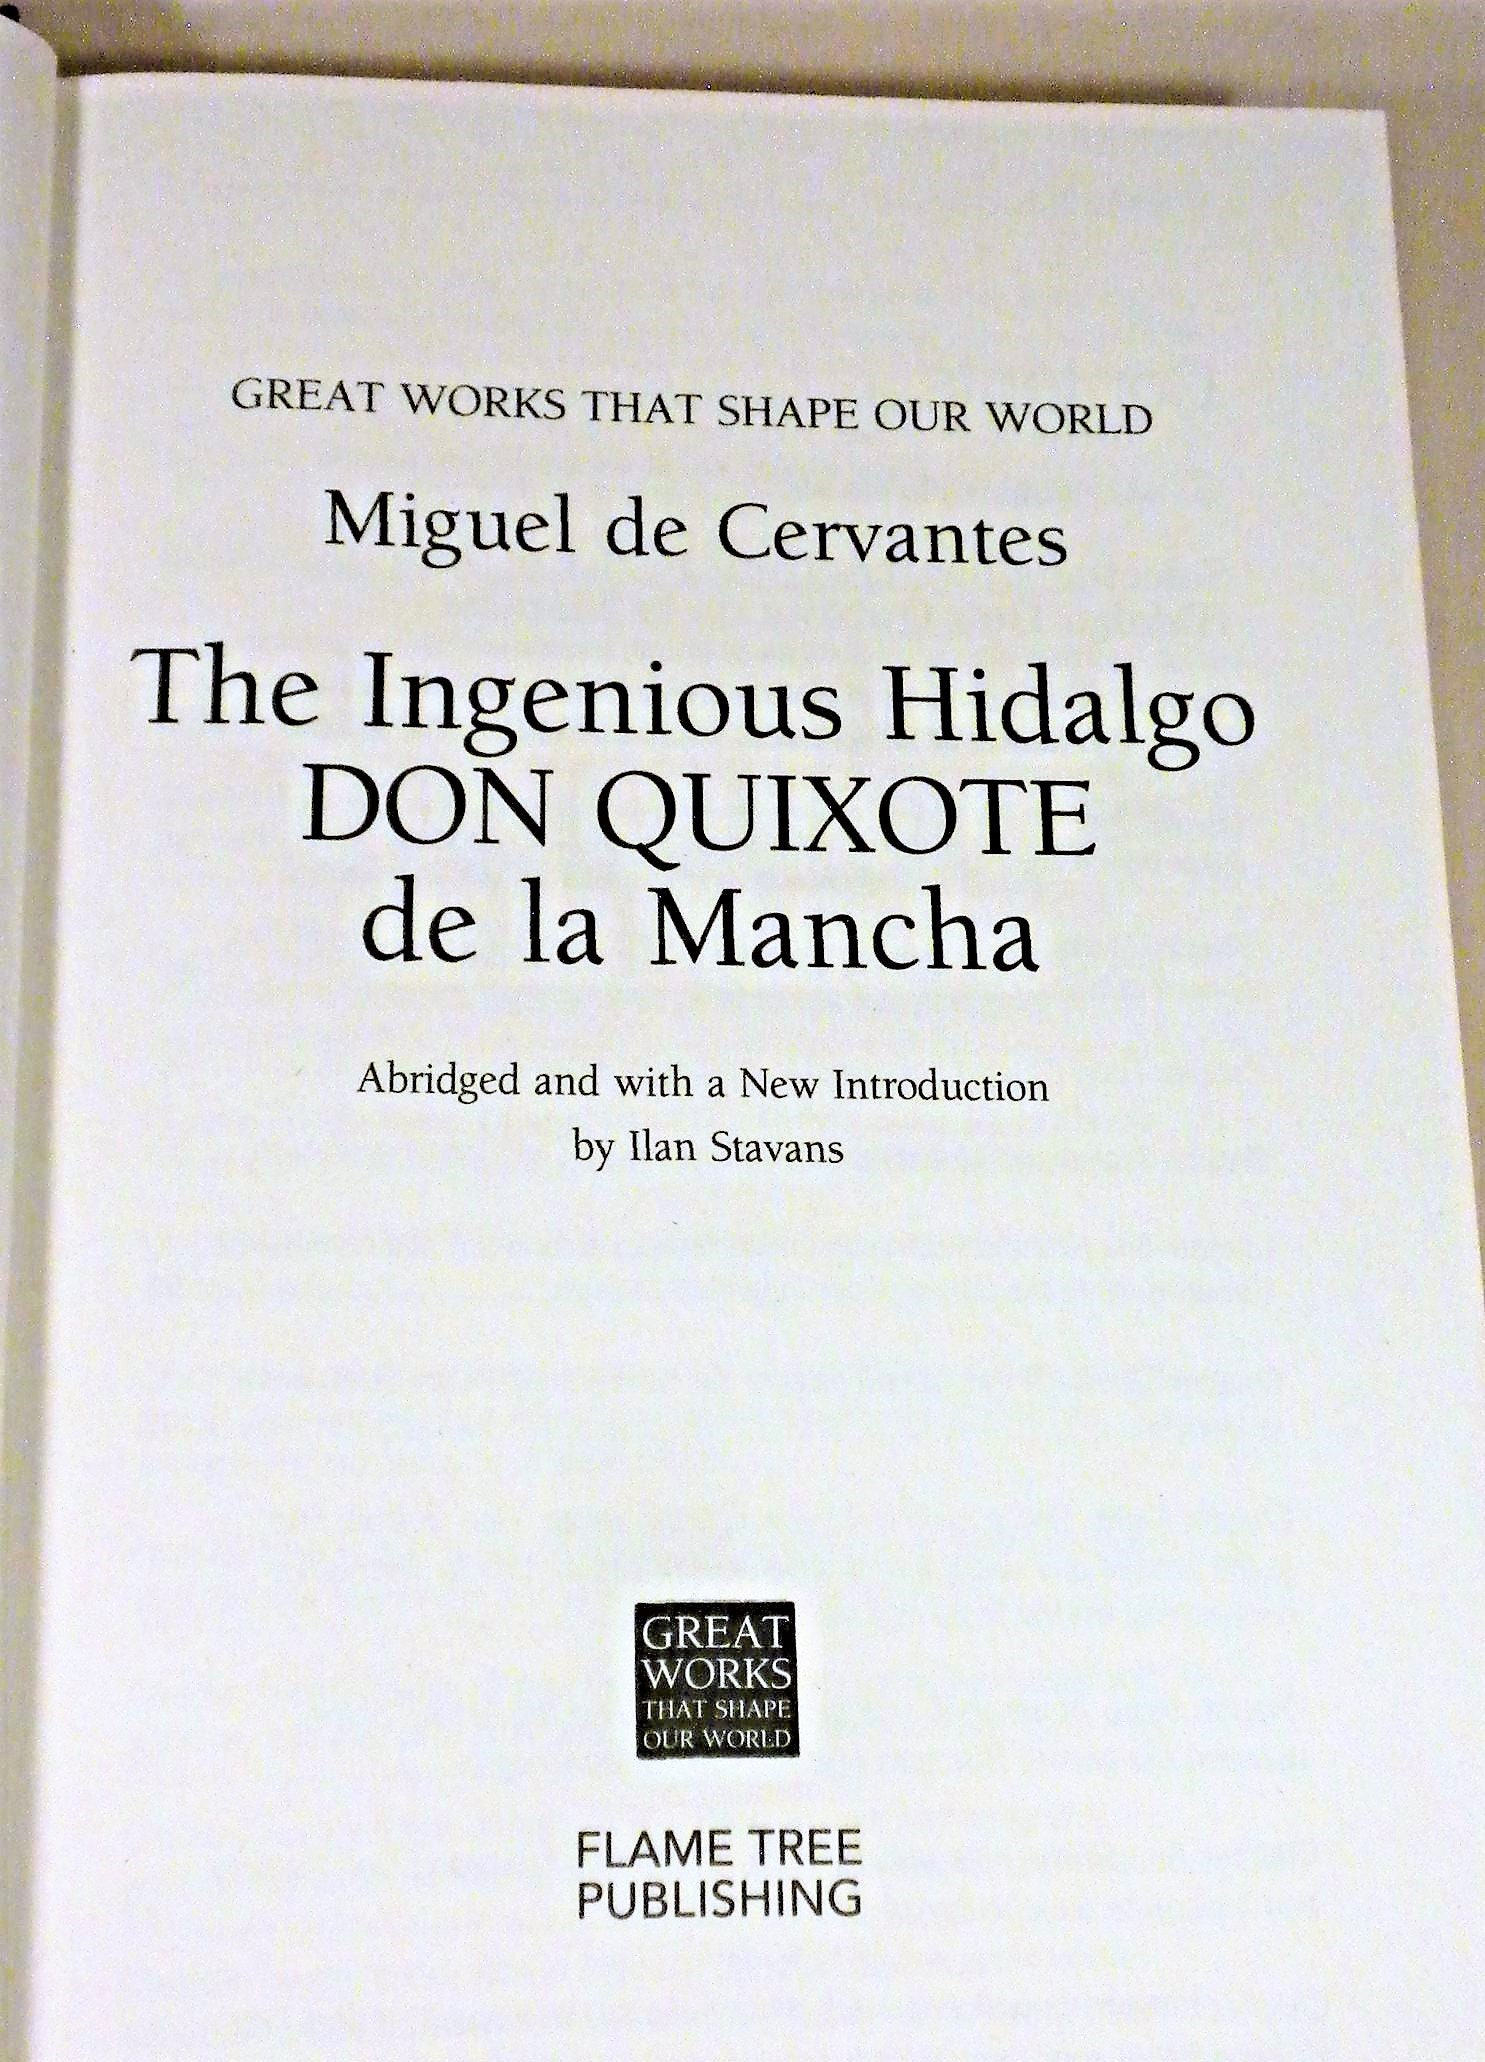 GREAT WORKS THAT SHAPE OUR WORLD
Miguel de Cervantes
The Ingenious Hidalgo
DON QUIXOTE
de la Mancha
Abridged and with a New Introduction
by Ilan Stavans
GREAT
WORKS
THAT SHAPE
OUR WORLD
FLAME TREE
PUBLISHING